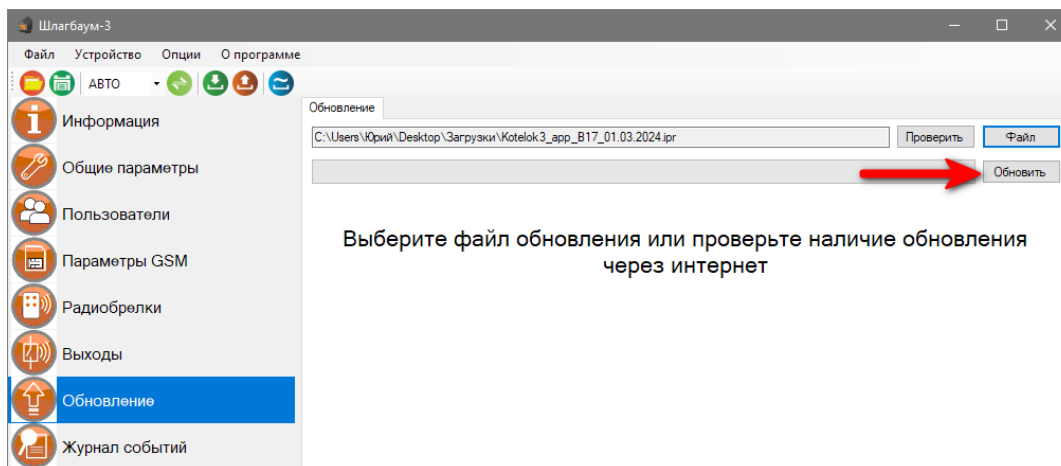 Шлагбаум-3
Файл Устройство Опции О программе
АВТО
Информация
Общие параметры
Пользователи
Параметры GSM
Радиобрелки
Выходы
Обновление
Журнал событий
Обновление
C:\Users\Юрий\Desktop\Загрузки\Kotelok3_app_B17_01.03.2024.ipr Проверить Файл
Обновить
Выберите файл обновления или проверьте наличие обновления
через интернет